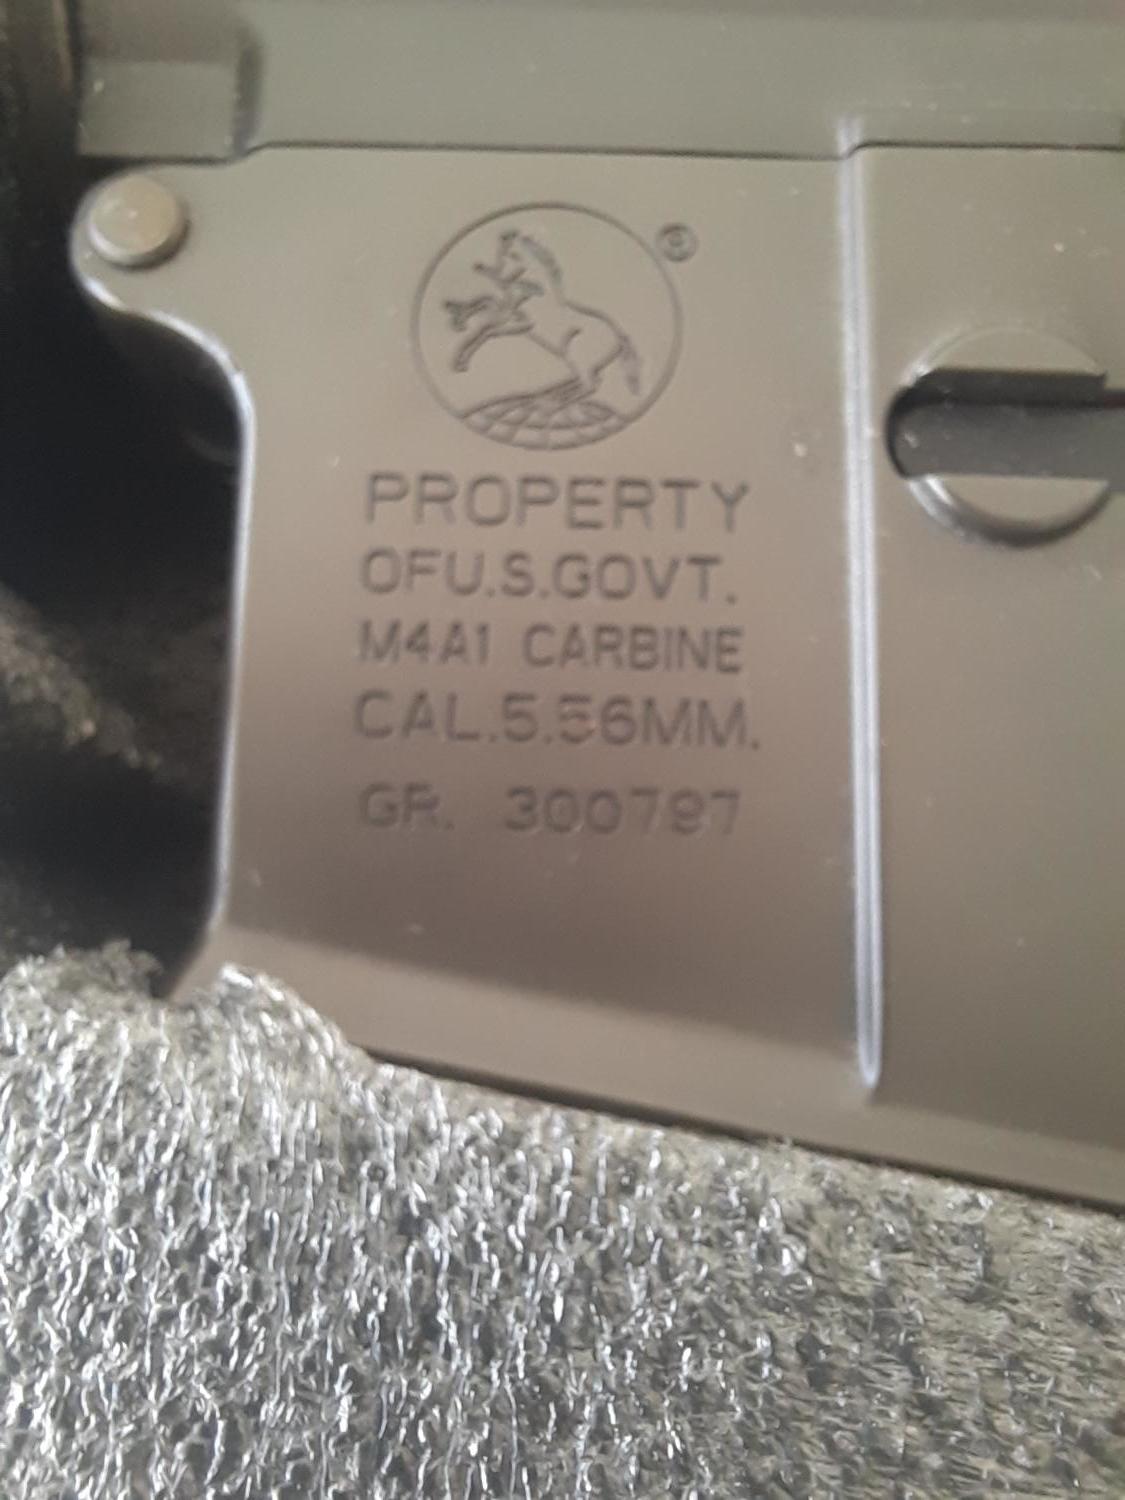 ®
PROPERTY
OFU.S.GOVT.
M4A1 CARBINE
CAL.5.56MM.
GR. 300797